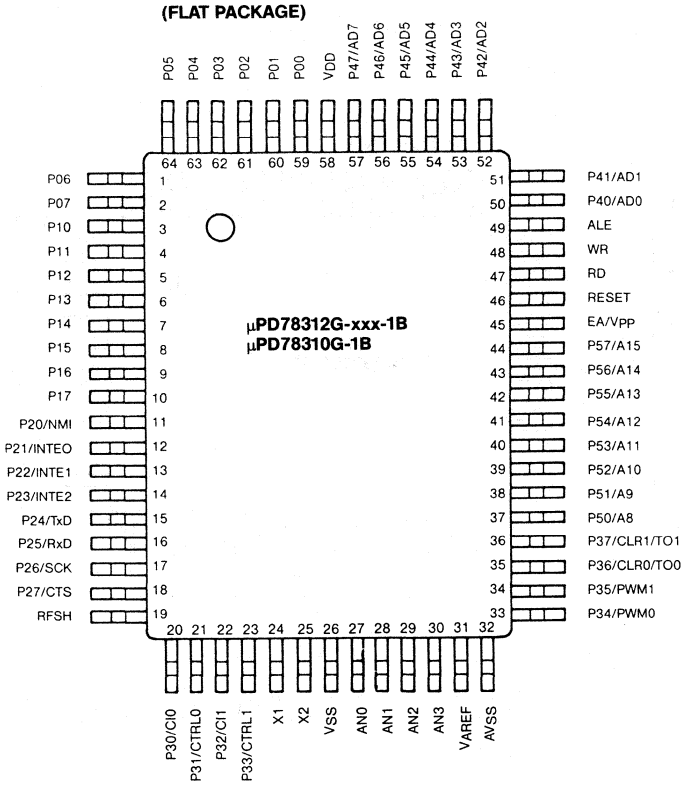 (FLAT PACKAGE)
P05 P04 P03 P02 P01 P00 VDD P47/AD7 P46/AD6 P45/AD5 P44/AD4 P43/AD3 P42/AD2
64 63 62 61 60 59 58 57 56 55 54 53 52
P06 1 51 P41/AD1
P07 2 50 P40/AD0
P10 3 49 ALE
P11 4 48 WR
P12 5 47 RD
P13 6 46 RESET
P14 7 45 EA/VPP
µPD78312G-xxx-1B
µPD78310G-1B
P15 8 44 P57/A15
P16 9 43 P56/A14
P17 10 42 P55/A13
P20/NMI 11 41 P54/A12
P21/INTEO 12 40 P53/A11
P22/INTE1 13 39 P52/A10
P23/INTE2 14 38 P51/A9
P24/TxD 15 37 P50/A8
P25/RxD 16 36 P37/CLR1/TO1
P26/SCK 17 35 P36/CLR0/TO0
P27/CTS 18 34 P35/PWM1
RFSH 19 33 P34/PWM0
20 21 22 23 24 25 26 27 28 29 30 31 32
P30/CI0 P31/CTRL0 P32/CI1 P33/CTRL1 X1 X2 VSS AN0 AN1 AN2 AN3 VAREF AVSS